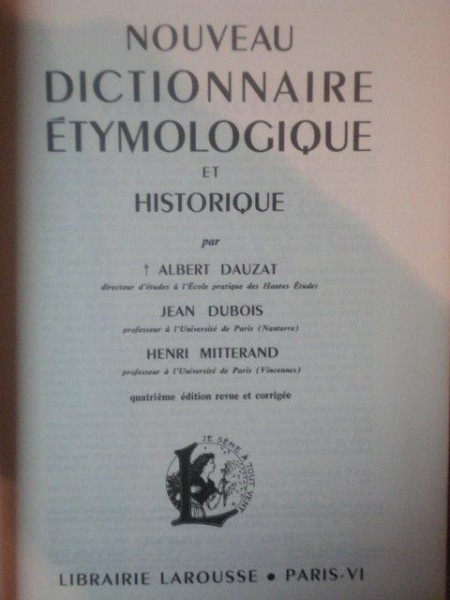 NOUVEAU
DICTIONNAIRE
ÉTYMOLOGIQUE
ET
HISTORIQUE
par
† ALBERT DAUZAT
directeur d'études à l'École pratique des Hautes Études
JEAN DUBOIS
professeur à l'Université de Paris (Nanterre)
HENRI MITTERAND
professeur à l'Université de Paris (Vincennes)
quatrième édition revue et corrigée
JE SÈME À TOUT VENT
L
LIBRAIRIE LAROUSSE • PARIS-VI